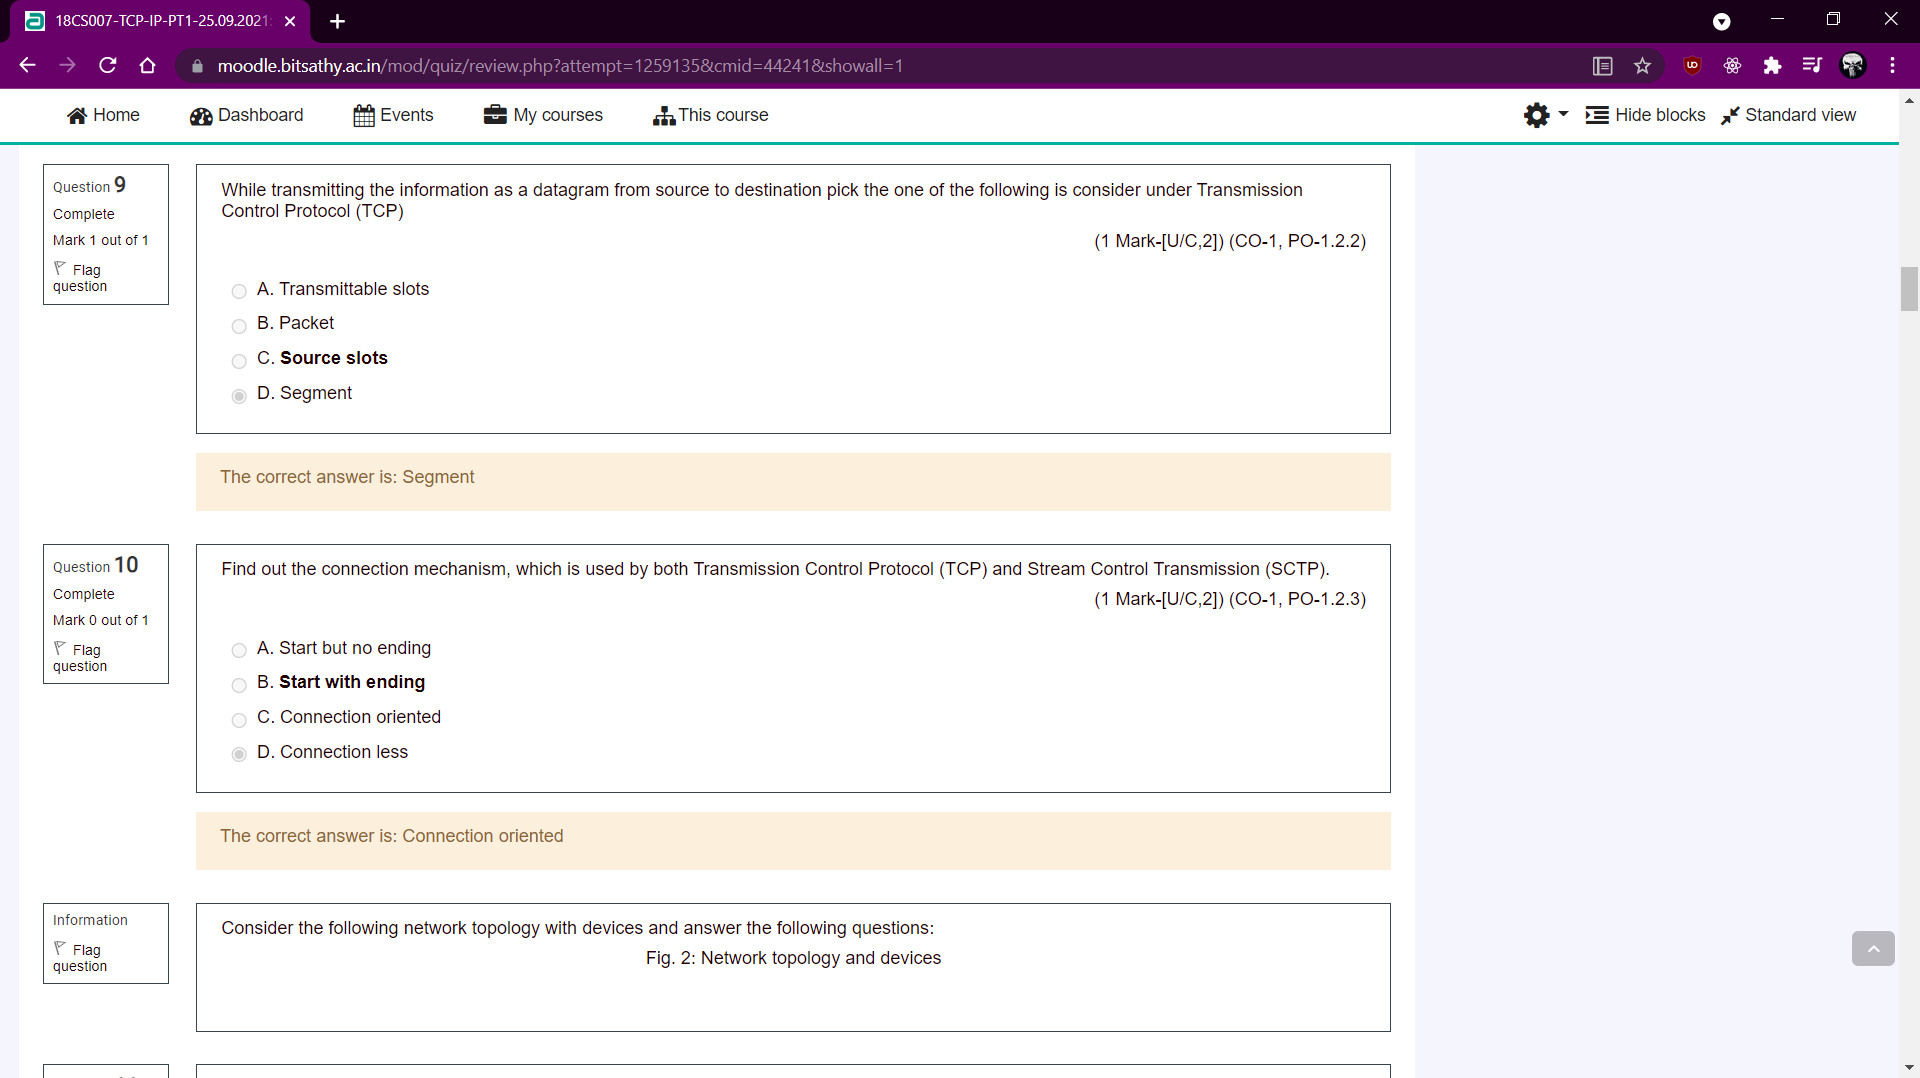 18CS007-TCP-IP-PT1-25.09.2021
moodle.bitsathy.ac.in/mod/quiz/review.php?attempt=1259135&cmid=44241&showall=1
Home
Dashboard
Events
My courses
This course
Hide blocks
Standard view
Question 9
Complete
Mark 1 out of 1
Flag
question
While transmitting the information as a datagram from source to destination pick the one of the following is consider under Transmission
Control Protocol (TCP)
(1 Mark-[U/C,2]) (CO-1, PO-1.2.2)
A. Transmittable slots
B. Packet
C. Source slots
D. Segment
The correct answer is: Segment
Question 10
Complete
Mark 0 out of 1
Flag
question
Find out the connection mechanism, which is used by both Transmission Control Protocol (TCP) and Stream Control Transmission (SCTP).
(1 Mark-[U/C,2]) (CO-1, PO-1.2.3)
A. Start but no ending
B. Start with ending
C. Connection oriented
D. Connection less
The correct answer is: Connection oriented
Information
Flag
question
Consider the following network topology with devices and answer the following questions:
Fig. 2: Network topology and devices